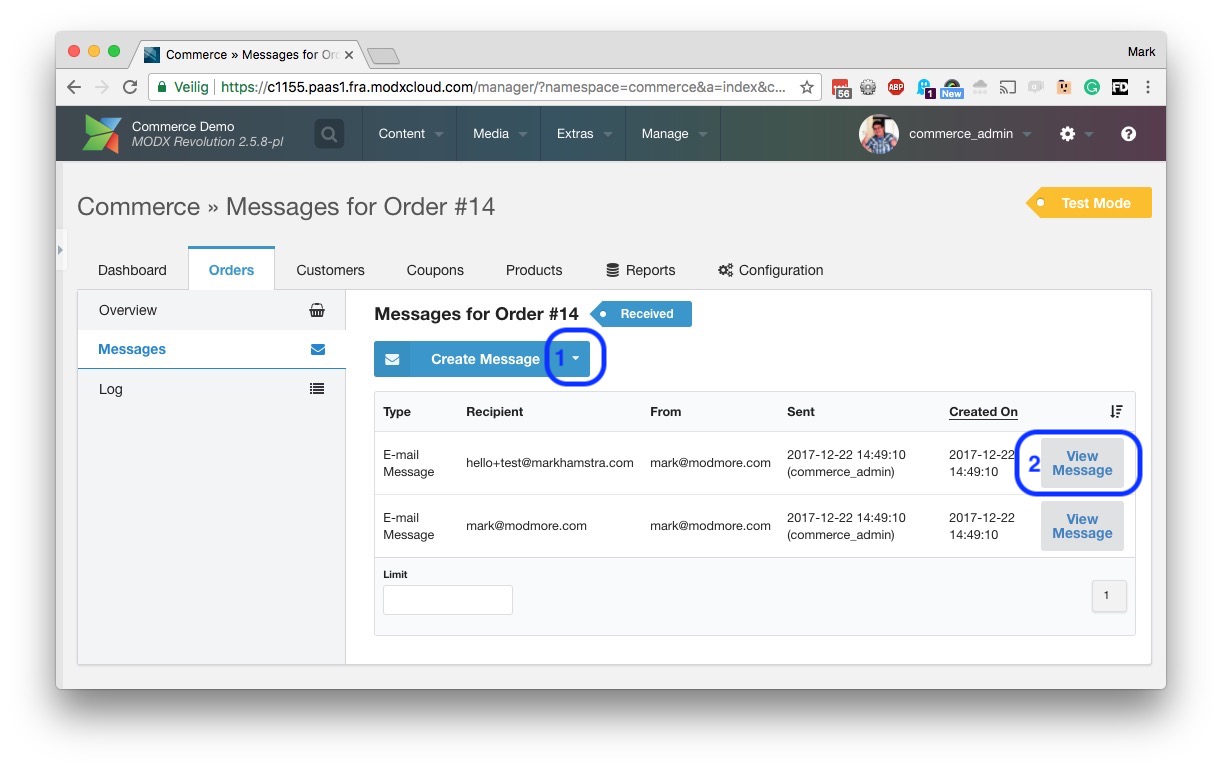 Commerce » Messages for Or
Mark
Veilig
https://c1155.paas1.fra.modxcloud.com/manager/?namespace=commerce&a=index&c...
56
ABP
1
New
FD
Commerce Demo
MODX Revolution 2.5.8-pl
Content
Media
Extras
Manage
commerce_admin
Commerce » Messages for Order #14
Test Mode
Dashboard
Orders
Customers
Coupons
Products
Reports
Configuration
Overview
Messages
Log
Messages for Order #14
Received
Create Message
1
Type
Recipient
From
Sent
Created On
E-mail
Message
hello+test@markhamstra.com
mark@modmore.com
2017-12-22 14:49:10
(commerce_admin)
2017-12-22
14:49:10
2
View
Message
E-mail
Message
mark@modmore.com
mark@modmore.com
2017-12-22 14:49:10
(commerce_admin)
2017-12-22
14:49:10
View
Message
Limit
1